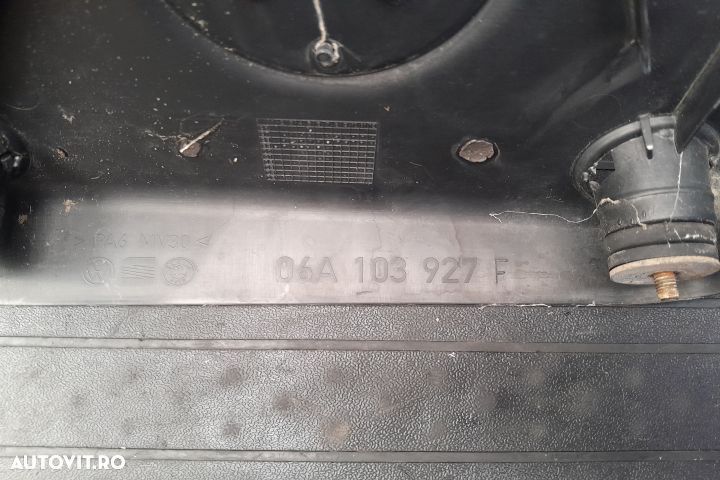 > PA6 MV30 <
06A 103 927 F
AUTOVIT.RO